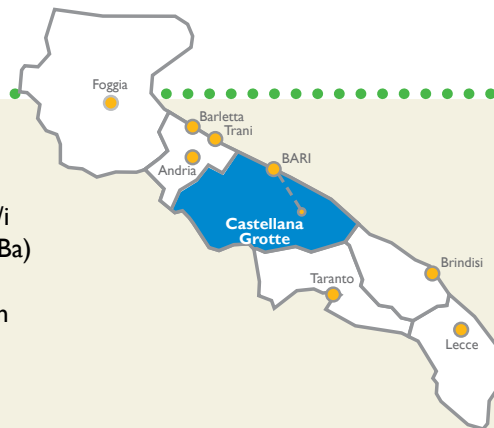 Foggia
Barletta
Trani
Andria
BARI
/i
Ba)
Castellana
Grotte
Brindisi
Taranto
Lecce